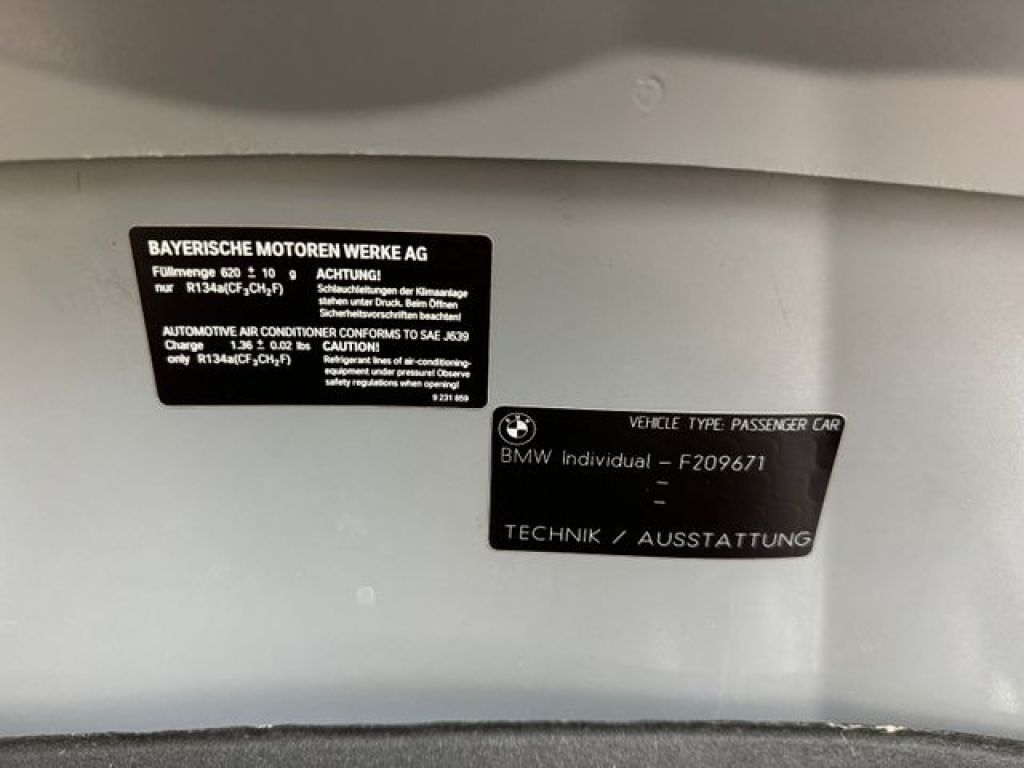 BAYERISCHE MOTOREN WERKE AG
Füllmenge 620 ± 10 g
nur R134a(CF₃CH₂F)
ACHTUNG!
Schlauchleitungen der Klimaanlage
stehen unter Druck. Beim Öffnen
Sicherheitsvorschriften beachten!
AUTOMOTIVE AIR CONDITIONER CONFORMS TO SAE J639
Charge 1.36 ± 0.02 lbs
only R134a(CF₃CH₂F)
CAUTION!
Refrigerant lines of air-conditioning-
equipment under pressure! Observe
safety regulations when opening!
9 231 859
VEHICLE TYPE: PASSENGER CAR
BMW Individual – F209671
–
–
TECHNIK / AUSSTATTUNG